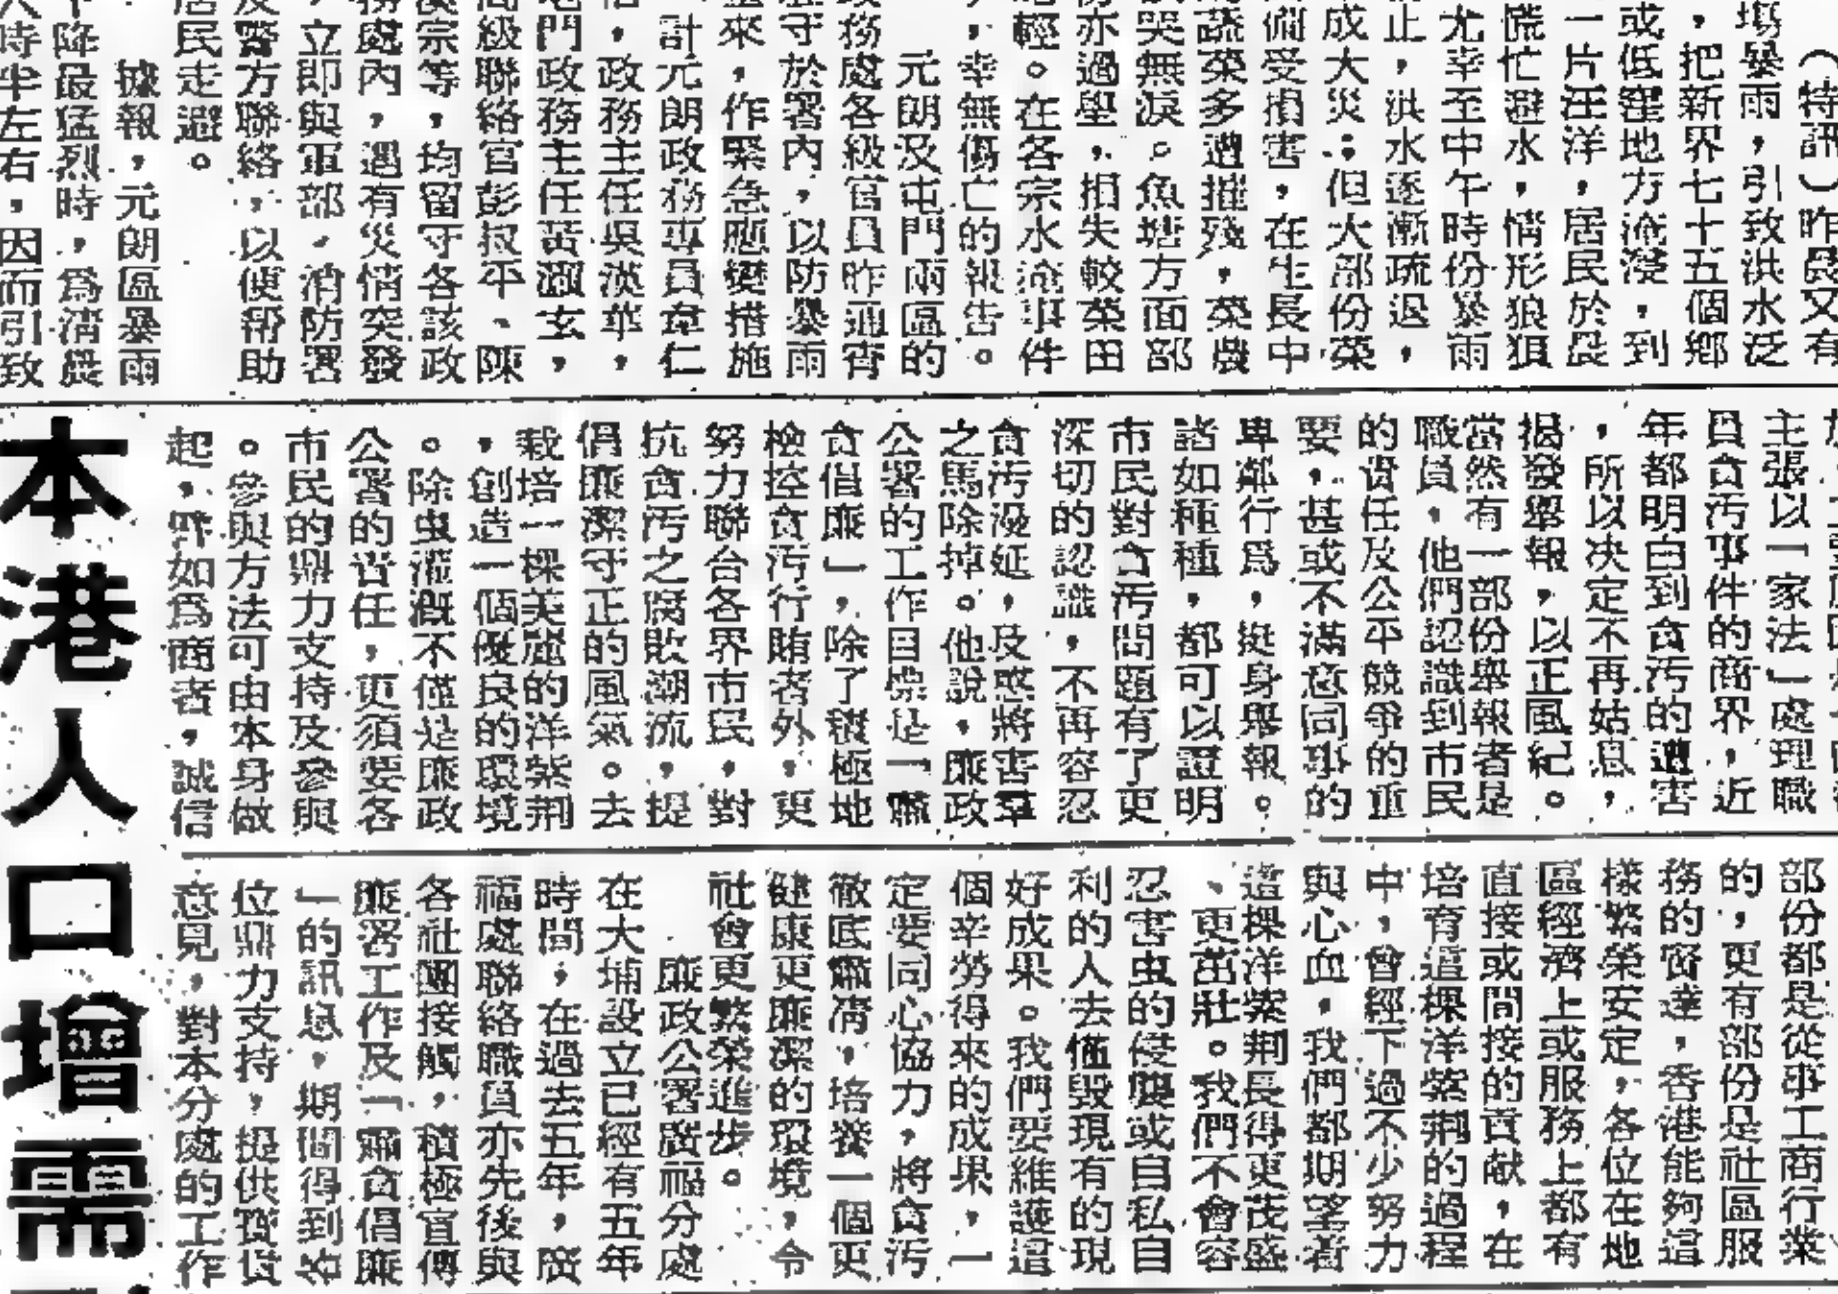 （特訊）昨晨又有
塲暴雨，引致洪水泛
，把新界七十五個鄉
或低窪地方淹浸，到
一片汪洋，居民於晨
慌忙避水，情形狼狽
尤幸至中午時份暴雨
止，洪水逐漸疏退，
成大災；但大部份菜
備受損害，在生長中
蔬菜多遭摧殘，菜農
哭無淚。魚塘方面部
亦過壆，損失較菜田
輕。在各宗水淹事件
，幸無傷亡的報告。
元朗及屯門兩區的
政務處各級官員昨通宵
守於署內，以防暴雨
來，作緊急應變措施
計元朗政務專員韋仁
，政務主任吳漢華，
門政務主任黃灝玄，
高級聯絡官彭叔平、陳
漢宗等，均留守各該政
務處內，遇有災情突發
立即與軍部、消防署
及警方聯絡，以便帮助
居民走避。
據報，元朗區暴雨
下降最猛烈時，爲清晨
時半左右，因而引致
主張以「家法」處理職
員貪污事件的商界，近
年都明白到貪污的遭害
，所以决定不再姑息，
揭發舉報，以正風紀。
當然有一部份舉報者是
職員，他們認識到市民
的責任及公平競爭的重
要，甚或不滿意同事的
卑鄙行爲，挺身舉報。
諸如種種，都可以證明
市民對貪污問題有了更
深切的認識，不再容忍
貪污漫延，及惑將害羣
之馬除掉。他說，廉政
公署的工作目標是「肅
貪倡廉」，除了積極地
檢控貪污行賄者外，更
努力聯合各界市民，對
抗貪污之腐敗潮流，提
倡廉潔守正的風氣。去
栽培一棵美麗的洋紫荆
，創造一個優良的環境
。除虫灌溉不僅是廉政
公署的責任，更須要各
市民的鼎力支持及參與
。參與方法可由本身做
起，譬如爲商者，誠信
部份都是從事工商行業
的，更有部份是社區服
務的賢達，香港能夠這
樣繁榮安定，各位在地
區經濟上或服務上都有
直接或間接的貢献，在
培育這棵洋紫荆的過程
中，曾經下過不少努力
與心血，我們都期望着
這棵洋紫荆長得更茂盛
、更茁壯。我們不會容
忍害虫的侵襲或自私自
利的人去摧毀現有的現
好成果。我們要維護這
個辛勞得來的成果，一
定要同心協力，將貪污
徹底肅清，培養一個更
健康更廉潔的環境，令
社會更繁榮進步。
廉政公署廣福分處
在大埔設立已經有五年
時間，在過去五年，廣
福處聯絡職員亦先後與
各社團接觸，積極宣傳
廉署工作及「肅貪倡廉
」的訊息，期間得到各
位鼎力支持，提供寶貴
意見，對本分處的工作
本港人口增需